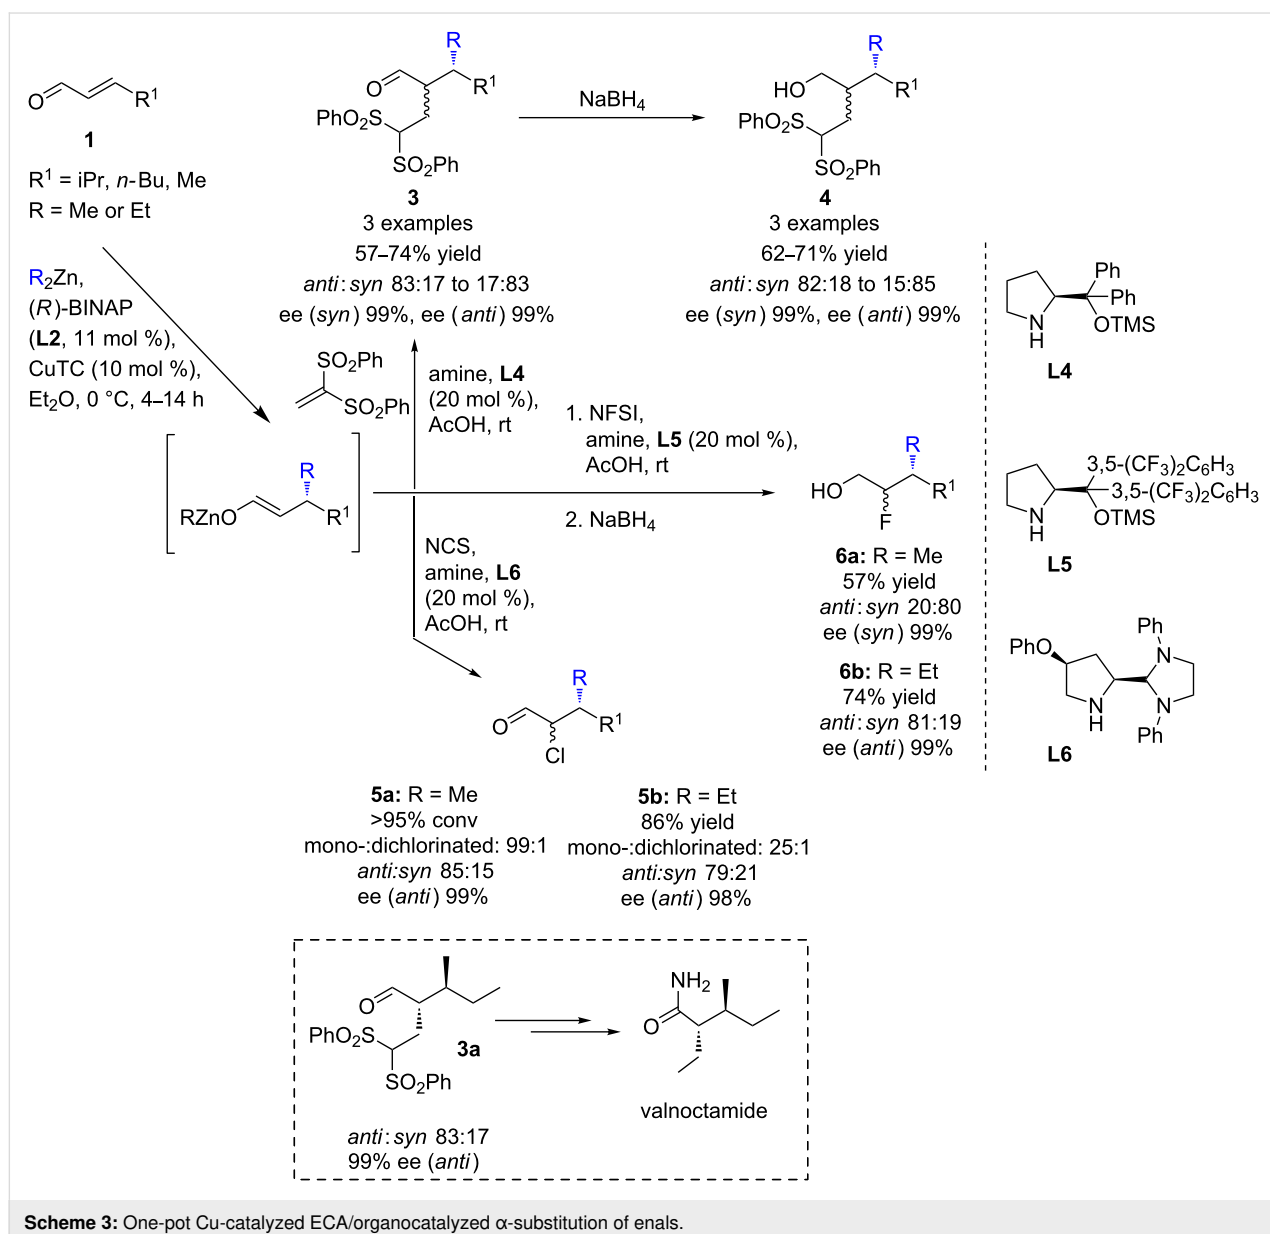 O
R¹
1
R¹ = iPr, n-Bu, Me
R = Me or Et
R₂Zn,
(R)-BINAP
(L2, 11 mol %),
CuTC (10 mol %),
Et₂O, 0 °C, 4–14 h
RZnO
R
R¹
R
O
R¹
PhO₂S
SO₂Ph
3
3 examples
57–74% yield
anti:syn 83:17 to 17:83
ee (syn) 99%, ee (anti) 99%
NaBH₄
R
HO
R¹
PhO₂S
SO₂Ph
4
3 examples
62–71% yield
anti:syn 82:18 to 15:85
ee (syn) 99%, ee (anti) 99%
SO₂Ph
SO₂Ph
amine, L4
(20 mol %),
AcOH, rt
1. NFSI,
amine, L5 (20 mol %),
AcOH, rt
2. NaBH₄
R
HO
R¹
F
6a: R = Me
57% yield
anti:syn 20:80
ee (syn) 99%
6b: R = Et
74% yield
anti:syn 81:19
ee (anti) 99%
NCS,
amine, L6
(20 mol %),
AcOH, rt
R
O
R¹
Cl
5a: R = Me
>95% conv
mono-:dichlorinated: 99:1
anti:syn 85:15
ee (anti) 99%
5b: R = Et
86% yield
mono-:dichlorinated: 25:1
anti:syn 79:21
ee (anti) 98%
Ph
Ph
N
H
OTMS
L4
3,5-(CF₃)₂C₆H₃
3,5-(CF₃)₂C₆H₃
N
H
OTMS
L5
Ph
PhO
N
N
H
N
Ph
L6
O
PhO₂S
3a
SO₂Ph
anti:syn 83:17
99% ee (anti)
NH₂
O
valnoctamide
Scheme 3: One-pot Cu-catalyzed ECA/organocatalyzed α-substitution of enals.